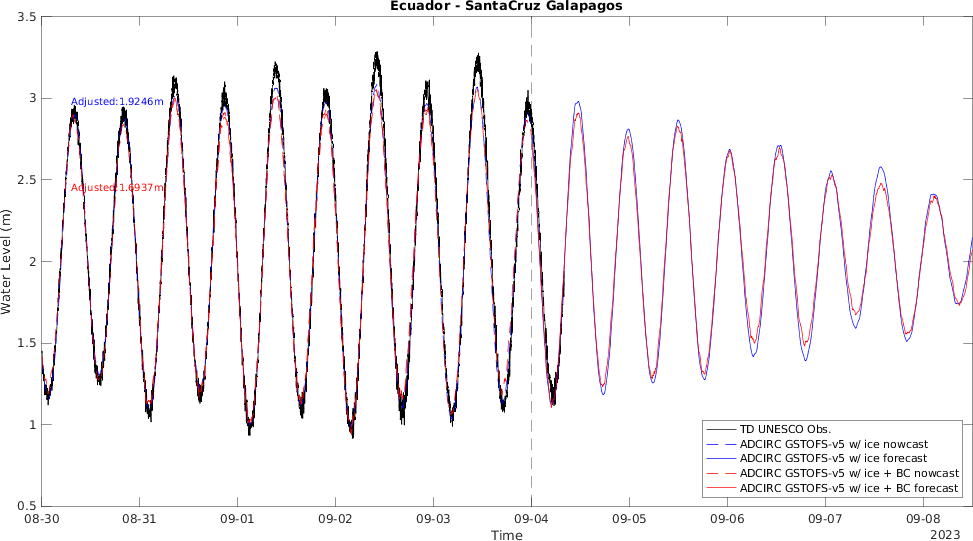 Ecuador - SantaCruz Galapagos
3.5
3
2.5
2
1.5
1
0.5
Water Level (m)
Adjusted:1.9246m
Adjusted:1.6937m
TD UNESCO Obs.
ADCIRC GSTOFS-v5 w/ ice nowcast
ADCIRC GSTOFS-v5 w/ ice forecast
ADCIRC GSTOFS-v5 w/ ice + BC nowcast
ADCIRC GSTOFS-v5 w/ ice + BC forecast
08-30 08-31 09-01 09-02 09-03 09-04 09-05 09-06 09-07 09-08
Time
2023